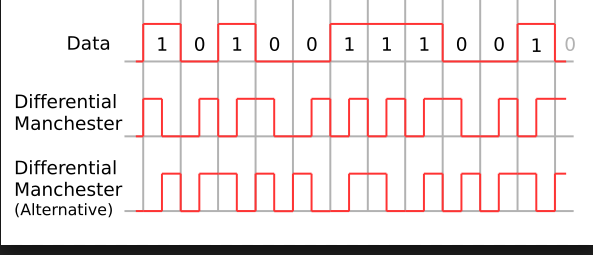 Data 1 0 1 0 0 1 1 1 0 0 1 0
Differential
Manchester
Differential
Manchester
(Alternative)